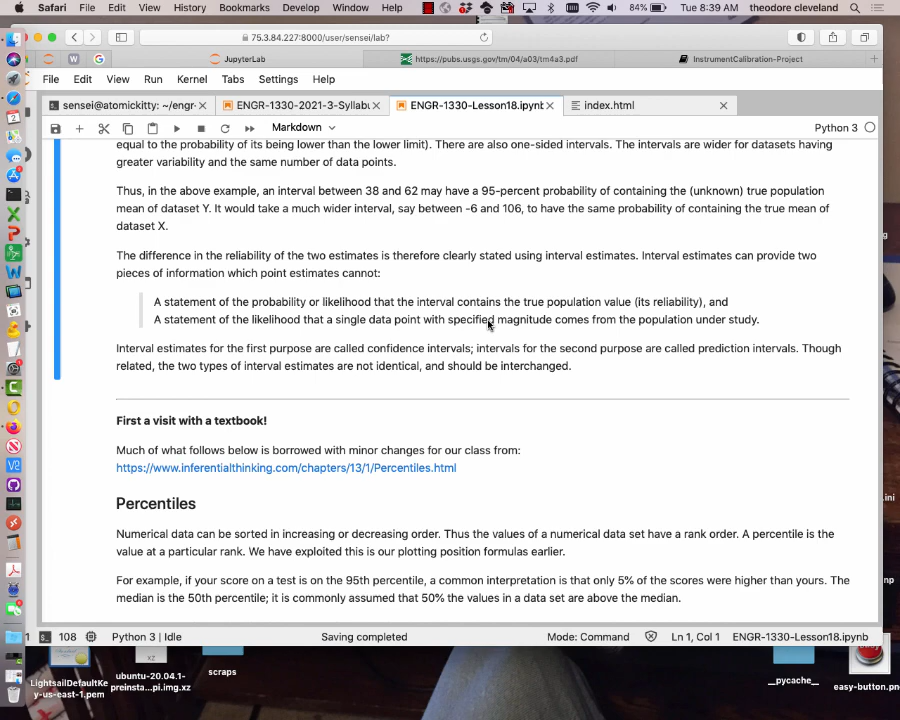 Safari File Edit View History Bookmarks Develop Window Help 84% Tue 8:39 AM theodore cleveland
75.3.84.227:8000/user/sensei/lab?
JupyterLab https://pubs.usgs.gov/tm/04/a03/tm4a3.pdf InstrumentCalibration-Project
File Edit View Run Kernel Tabs Settings Help
sensei@atomickitty: ~/engr- ENGR-1330-2021-3-Syllabu ENGR-1330-Lesson18.ipynb index.html
Markdown Python 3
equal to the probability of its being lower than the lower limit). There are also one-sided intervals. The intervals are wider for datasets having
greater variability and the same number of data points.
Thus, in the above example, an interval between 38 and 62 may have a 95-percent probability of containing the (unknown) true population
mean of dataset Y. It would take a much wider interval, say between -6 and 106, to have the same probability of containing the true mean of
dataset X.
The difference in the reliability of the two estimates is therefore clearly stated using interval estimates. Interval estimates can provide two
pieces of information which point estimates cannot:
A statement of the probability or likelihood that the interval contains the true population value (its reliability), and
A statement of the likelihood that a single data point with specified magnitude comes from the population under study.
Interval estimates for the first purpose are called confidence intervals; intervals for the second purpose are called prediction intervals. Though
related, the two types of interval estimates are not identical, and should be interchanged.
First a visit with a textbook!
Much of what follows below is borrowed with minor changes for our class from:
https://www.inferentialthinking.com/chapters/13/1/Percentiles.html
Percentiles
Numerical data can be sorted in increasing or decreasing order. Thus the values of a numerical data set have a rank order. A percentile is the
value at a particular rank. We have exploited this is our plotting position formulas earlier.
For example, if your score on a test is on the 95th percentile, a common interpretation is that only 5% of the scores were higher than yours. The
median is the 50th percentile; it is commonly assumed that 50% the values in a data set are above the median.
1 108 Python 3 | Idle Saving completed Mode: Command Ln 1, Col 1 ENGR-1330-Lesson18.ipynb
LightsailDefaultKe
y-us-east-1.pem
ubuntu-20.04.1-
preinsta...pi.img.xz
scraps
__pycache__
easy-button.pn